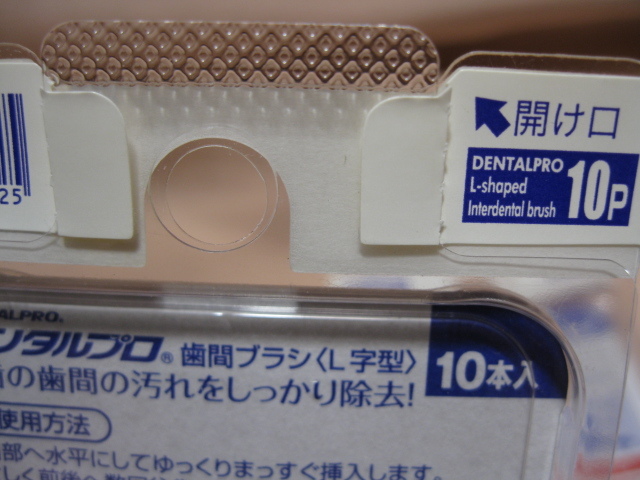 開け口
DENTALPRO
L-shaped
Interdental brush
10P
25
ALPRO.
ンタルプロ® 歯間ブラシ〈L字型〉
10本入
の歯間の汚れをしっかり除去!
使用方法
部へ水平にしてゆっくりまっすぐ挿入します。